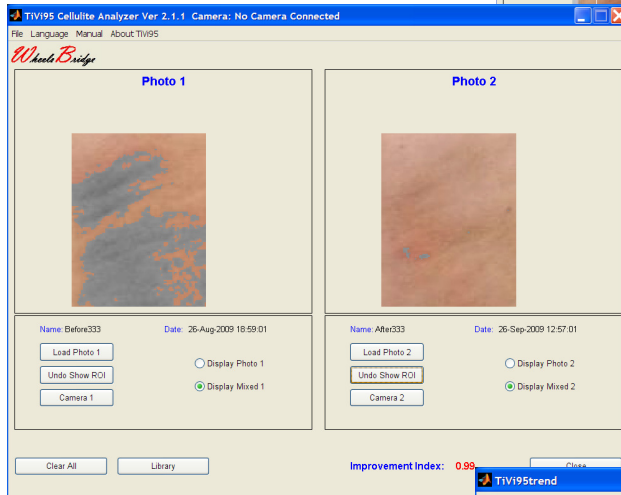 TiVi95 Cellulite Analyzer Ver 2.1.1 Camera: No Camera Connected
File Language Manual About TiVi95
WheelsBridge
Photo 1
Photo 2
Name: Before333 Date: 26-Aug-2009 18:59:01
Load Photo 1
Undo Show ROI
Camera 1
Display Photo 1
Display Mixed 1
Name: After333 Date: 26-Sep-2009 12:57:01
Load Photo 2
Undo Show ROI
Camera 2
Display Photo 2
Display Mixed 2
Clear All
Library
Improvement Index: 0.99
Close
TiVi95trend